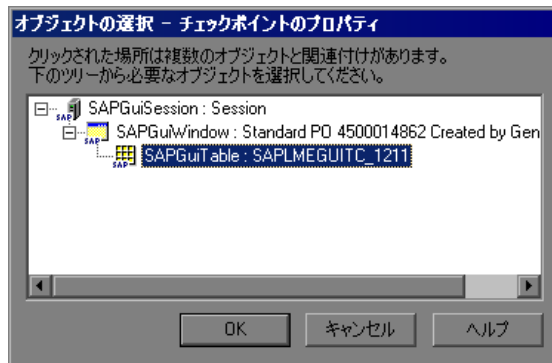 オブジェクトの選択 - チェックポイントのプロパティ
クリックされた場所は複数のオブジェクトと関連付けがあります。
下のツリーから必要なオブジェクトを選択してください。
SAPGuiSession : Session
SAPGuiWindow : Standard PO 4500014862 Created by Gen
SAPGuiTable : SAPLMEGUITC_1211
OK キャンセル ヘルプ